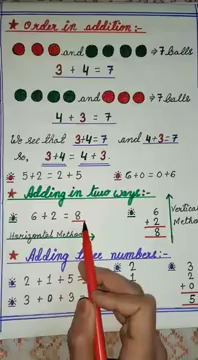 ★ Order in addition:-
and → 7 balls
3 + 4 = 7
and → 7 balls
4 + 3 = 7
We see that 3+4=7 and 4+3=7
So, 3+4 = 4+3.
5+2 = 2+5 6+0 = 0+6
★ Adding in two ways:-
6 + 2 = 8
Horizontal Method
6
+ 2
8
Vertical
Metho
★ Adding three numbers:-
2 + 1 + 5 =
3 + 0 + 3
2
3
2
+ 0
5